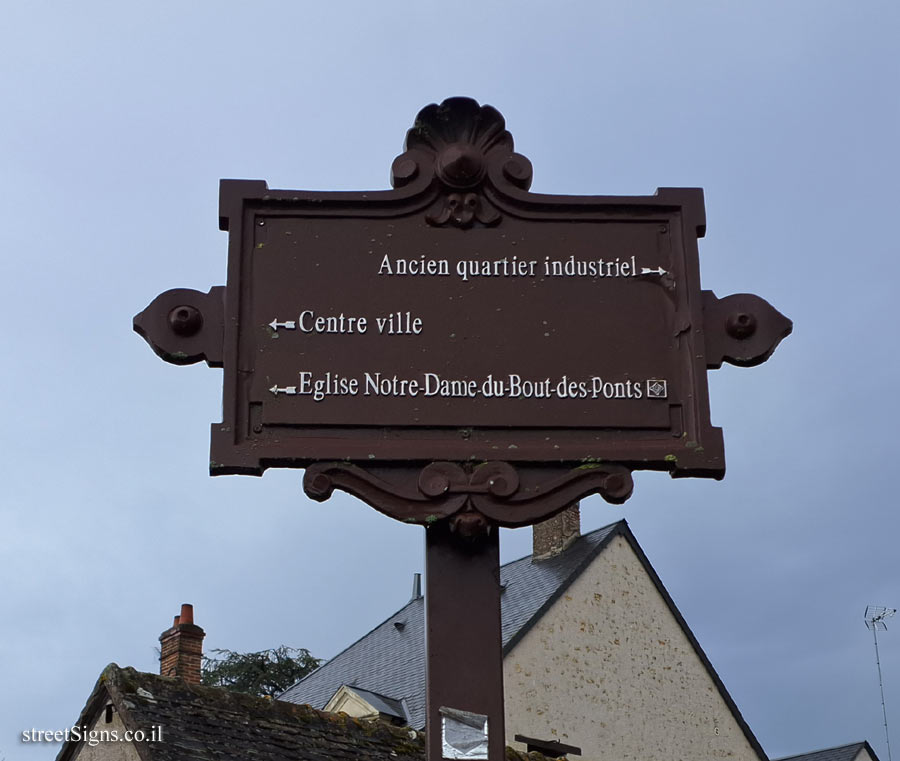 Ancien quartier industriel
Centre ville
Eglise Notre-Dame-du-Bout-des-Ponts
streetSigns.co.il